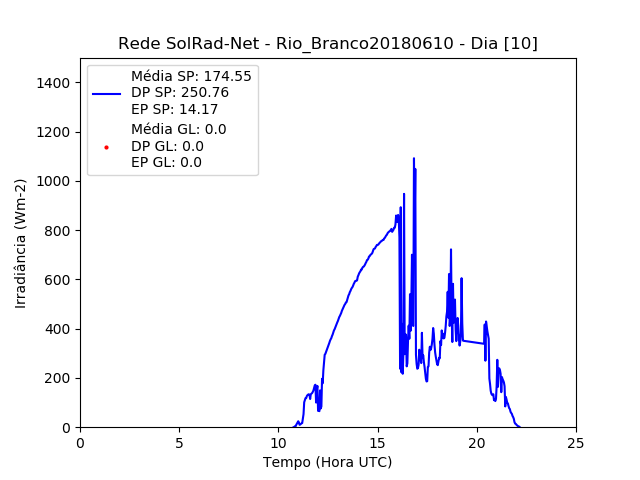 Rede SolRad-Net - Rio_Branco20180610 - Dia [10]
Média SP: 174.55
DP SP: 250.76
EP SP: 14.17
Média GL: 0.0
DP GL: 0.0
EP GL: 0.0
Irradiância (Wm-2)
1400
1200
1000
800
600
400
200
0
0
5
10
15
20
25
Tempo (Hora UTC)